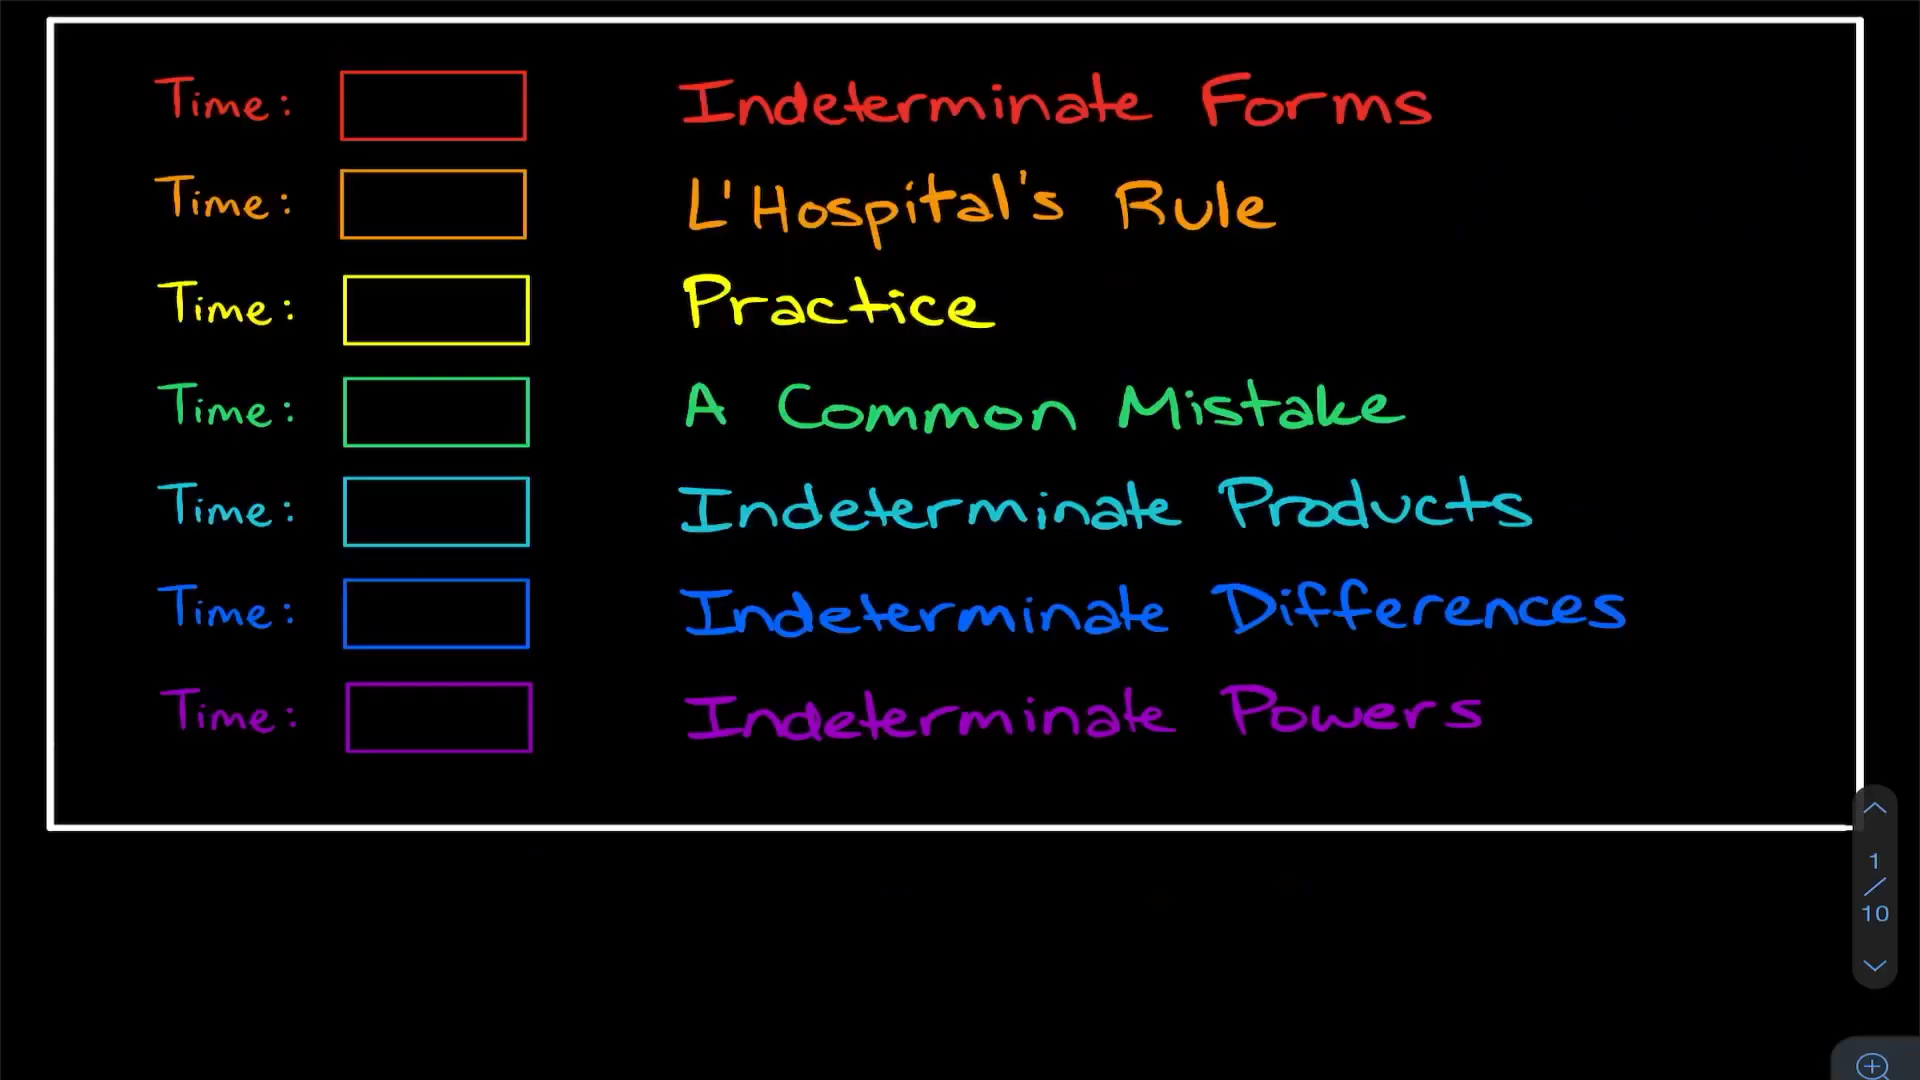 Time: Indeterminate Forms
Time: L'Hospital's Rule
Time: Practice
Time: A Common Mistake
Time: Indeterminate Products
Time: Indeterminate Differences
Time: Indeterminate Powers
1
/
10